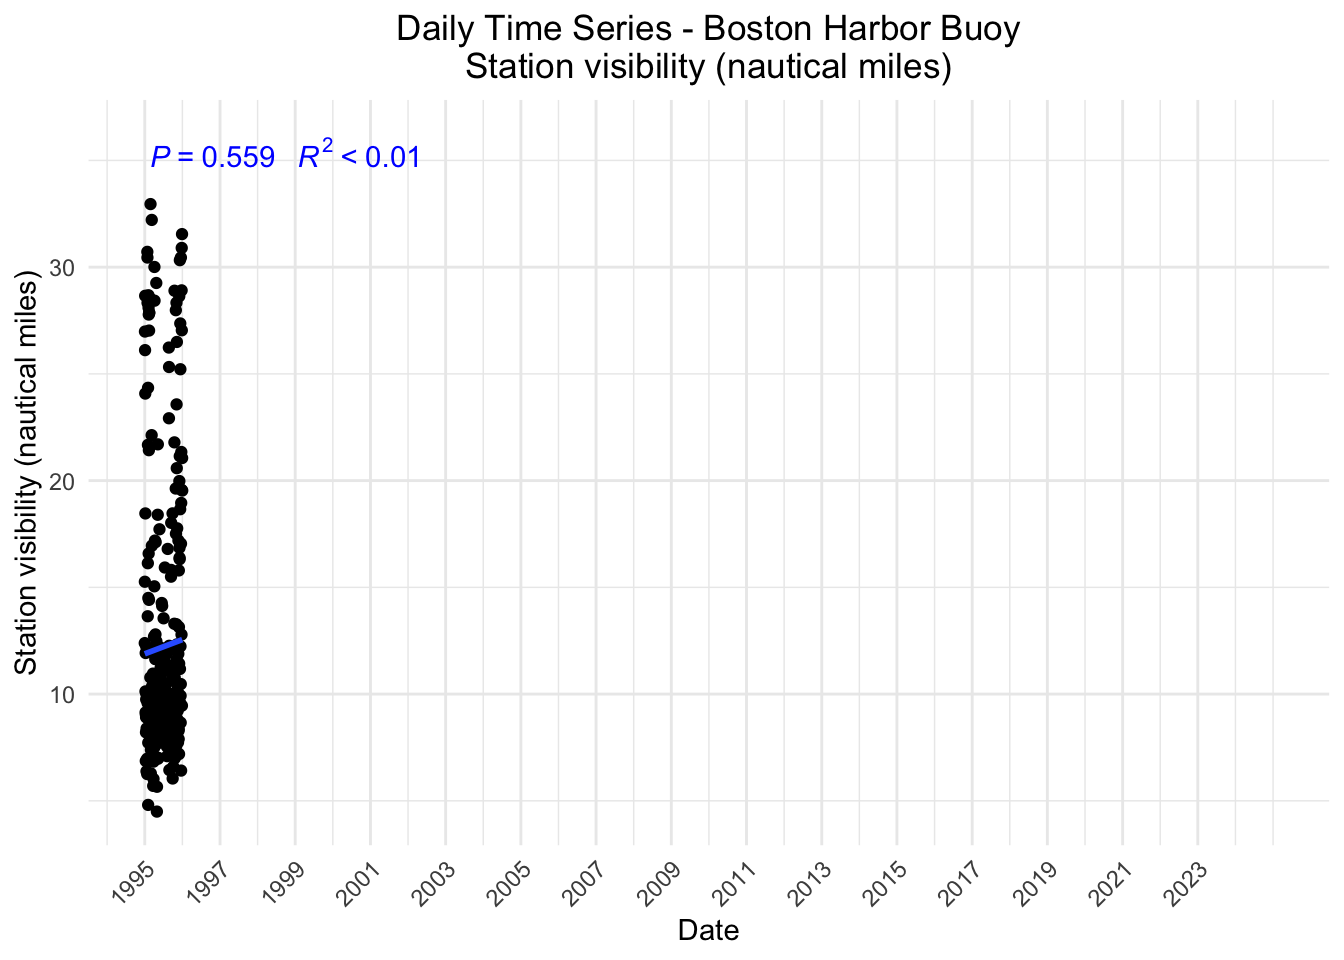 Daily Time Series - Boston Harbor Buoy
Station visibility (nautical miles)
P = 0.559 R² < 0.01
Station visibility (nautical miles)
30
20
10
1995 1997 1999 2001 2003 2005 2007 2009 2011 2013 2015 2017 2019 2021 2023
Date